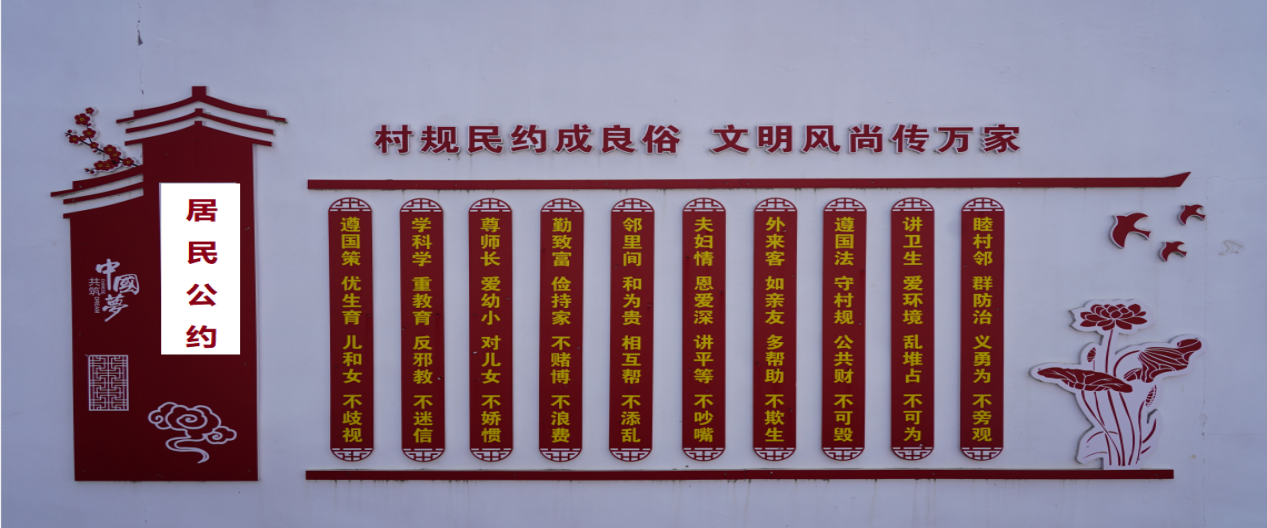 村规民约成良俗 文明风尚传万家
居民公约
中國夢
共筑
遵国策 优生育 儿和女 不歧视
学科学 重教育 反邪教 不迷信
尊师长 爱幼小 对儿女 不娇惯
勤致富 俭持家 不赌博 不浪费
邻里间 和为贵 相互帮 不添乱
夫妇情 恩爱深 讲平等 不吵嘴
外来客 如亲友 多帮助 不欺生
遵国法 守村规 公共财 不可毁
讲卫生 爱环境 乱堆占 不可为
睦村邻 群防治 义勇为 不旁观